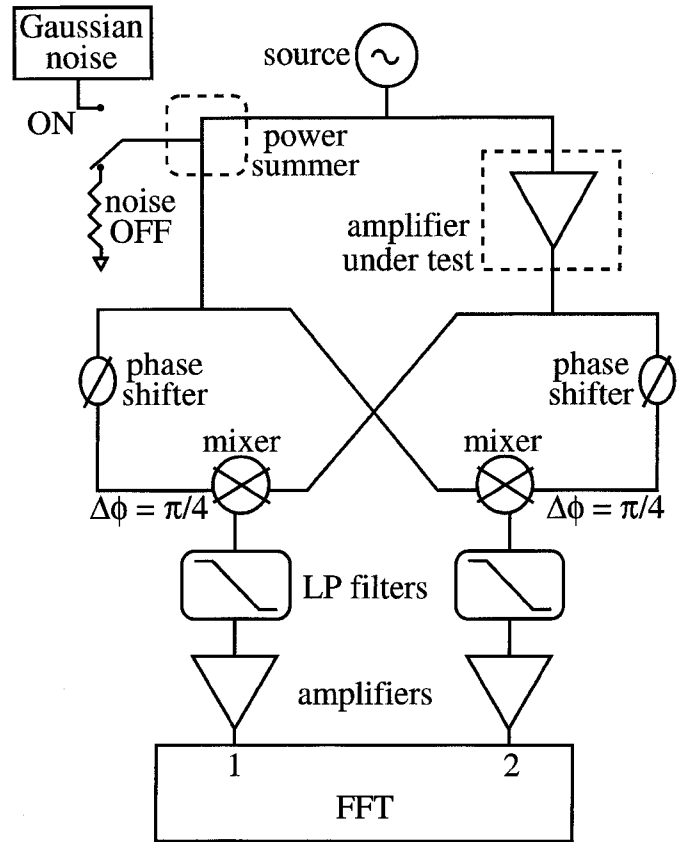 Gaussian
noise
source
ON
power
summer
noise
OFF
amplifier
under test
phase
shifter
phase
shifter
mixer
mixer
Δϕ = π/4
Δϕ = π/4
LP filters
amplifiers
1
2
FFT